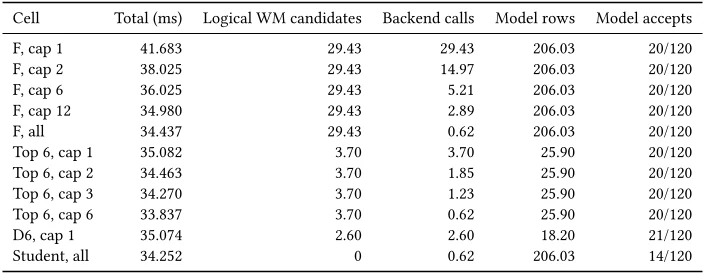 Cell Total (ms) Logical WM candidates Backend calls Model rows Model accepts
F, cap 1 41.683 29.43 29.43 206.03 20/120
F, cap 2 38.025 29.43 14.97 206.03 20/120
F, cap 6 36.025 29.43 5.21 206.03 20/120
F, cap 12 34.980 29.43 2.89 206.03 20/120
F, all 34.437 29.43 0.62 206.03 20/120
Top 6, cap 1 35.082 3.70 3.70 25.90 20/120
Top 6, cap 2 34.463 3.70 1.85 25.90 20/120
Top 6, cap 3 34.270 3.70 1.23 25.90 20/120
Top 6, cap 6 33.837 3.70 0.62 25.90 20/120
D6, cap 1 35.074 2.60 2.60 18.20 21/120
Student, all 34.252 0 0.62 206.03 14/120